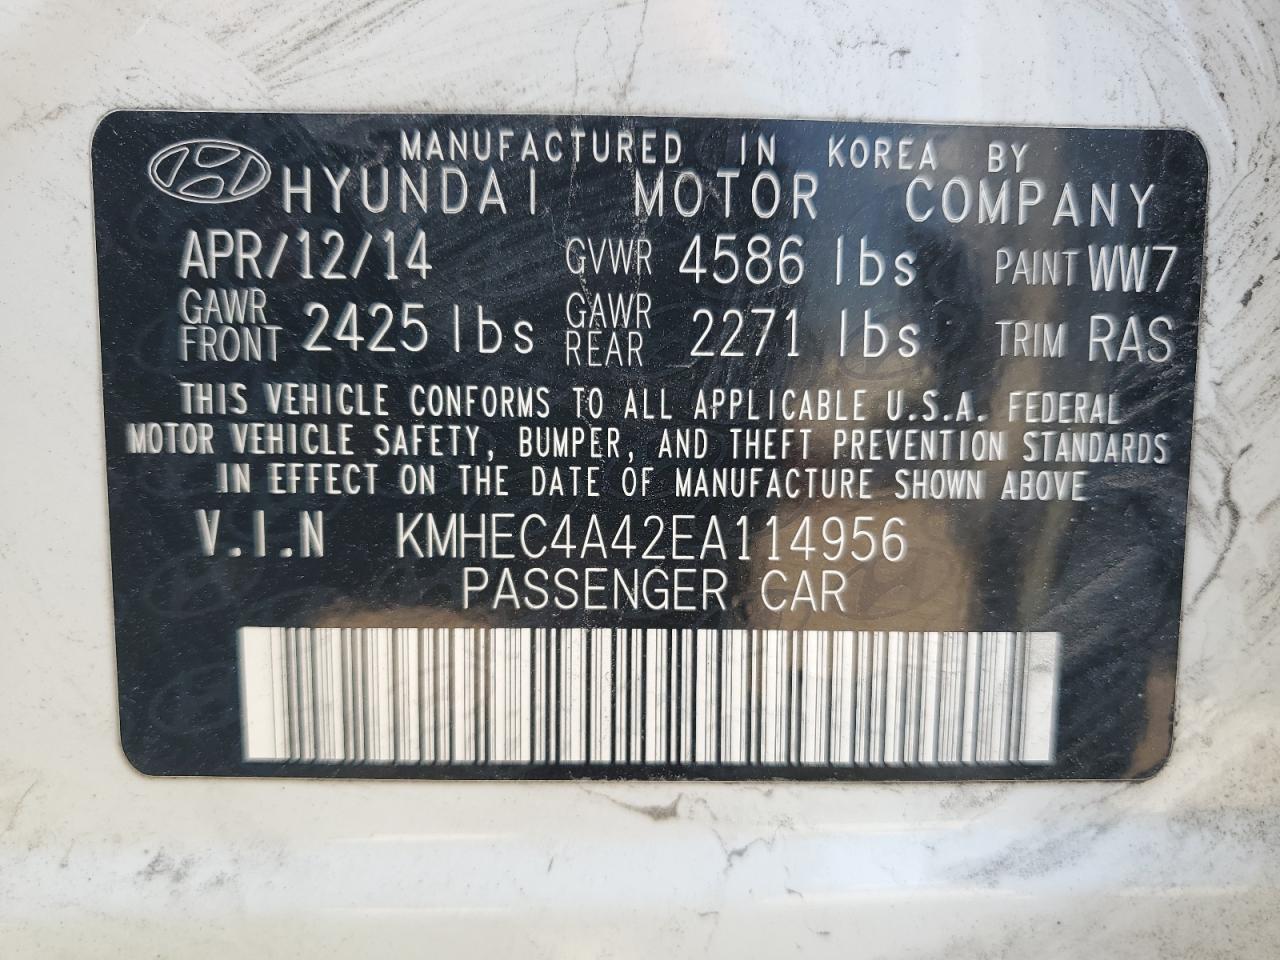 MANUFACTURED IN KOREA BY
HYUNDAI MOTOR COMPANY
APR/12/14 GVWR 4586 lbs PAINT WW7
GAWR FRONT 2425 lbs GAWR REAR 2271 lbs TRIM RAS
THIS VEHICLE CONFORMS TO ALL APPLICABLE U.S.A. FEDERAL
MOTOR VEHICLE SAFETY, BUMPER, AND THEFT PREVENTION STANDARDS
IN EFFECT ON THE DATE OF MANUFACTURE SHOWN ABOVE
V.I.N KMHEC4A42EA114956
PASSENGER CAR